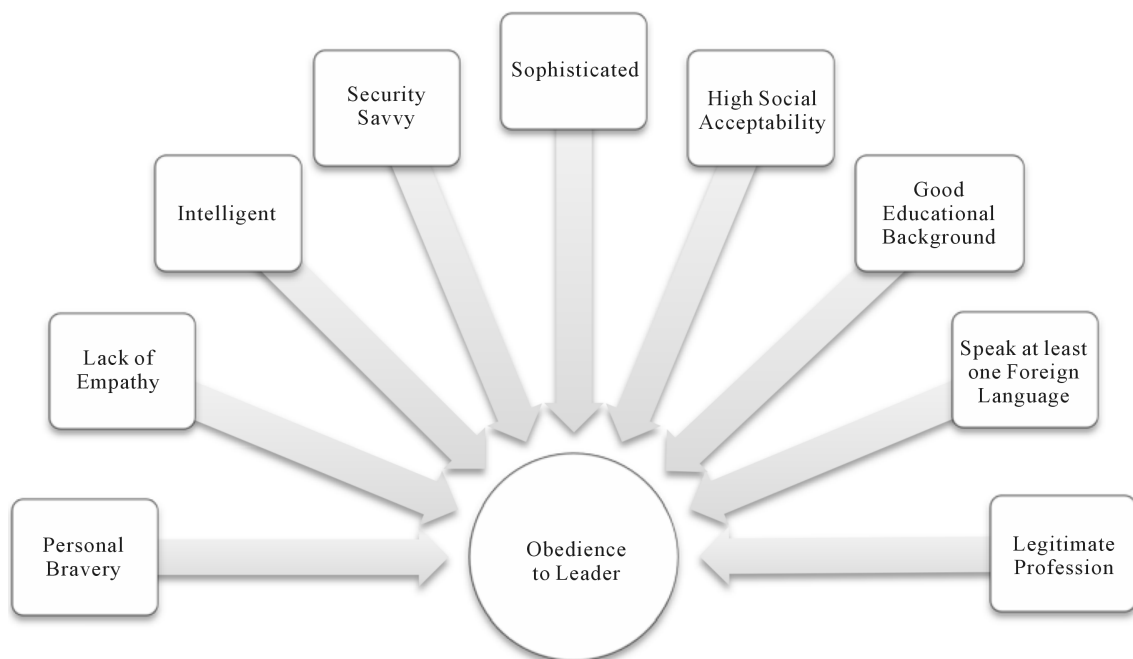 Sophisticated
Security
Savvy
High Social
Acceptability
Intelligent
Good
Educational
Background
Lack of
Empathy
Speak at least
one Foreign
Language
Personal
Bravery
Obedience
to Leader
Legitimate
Profession